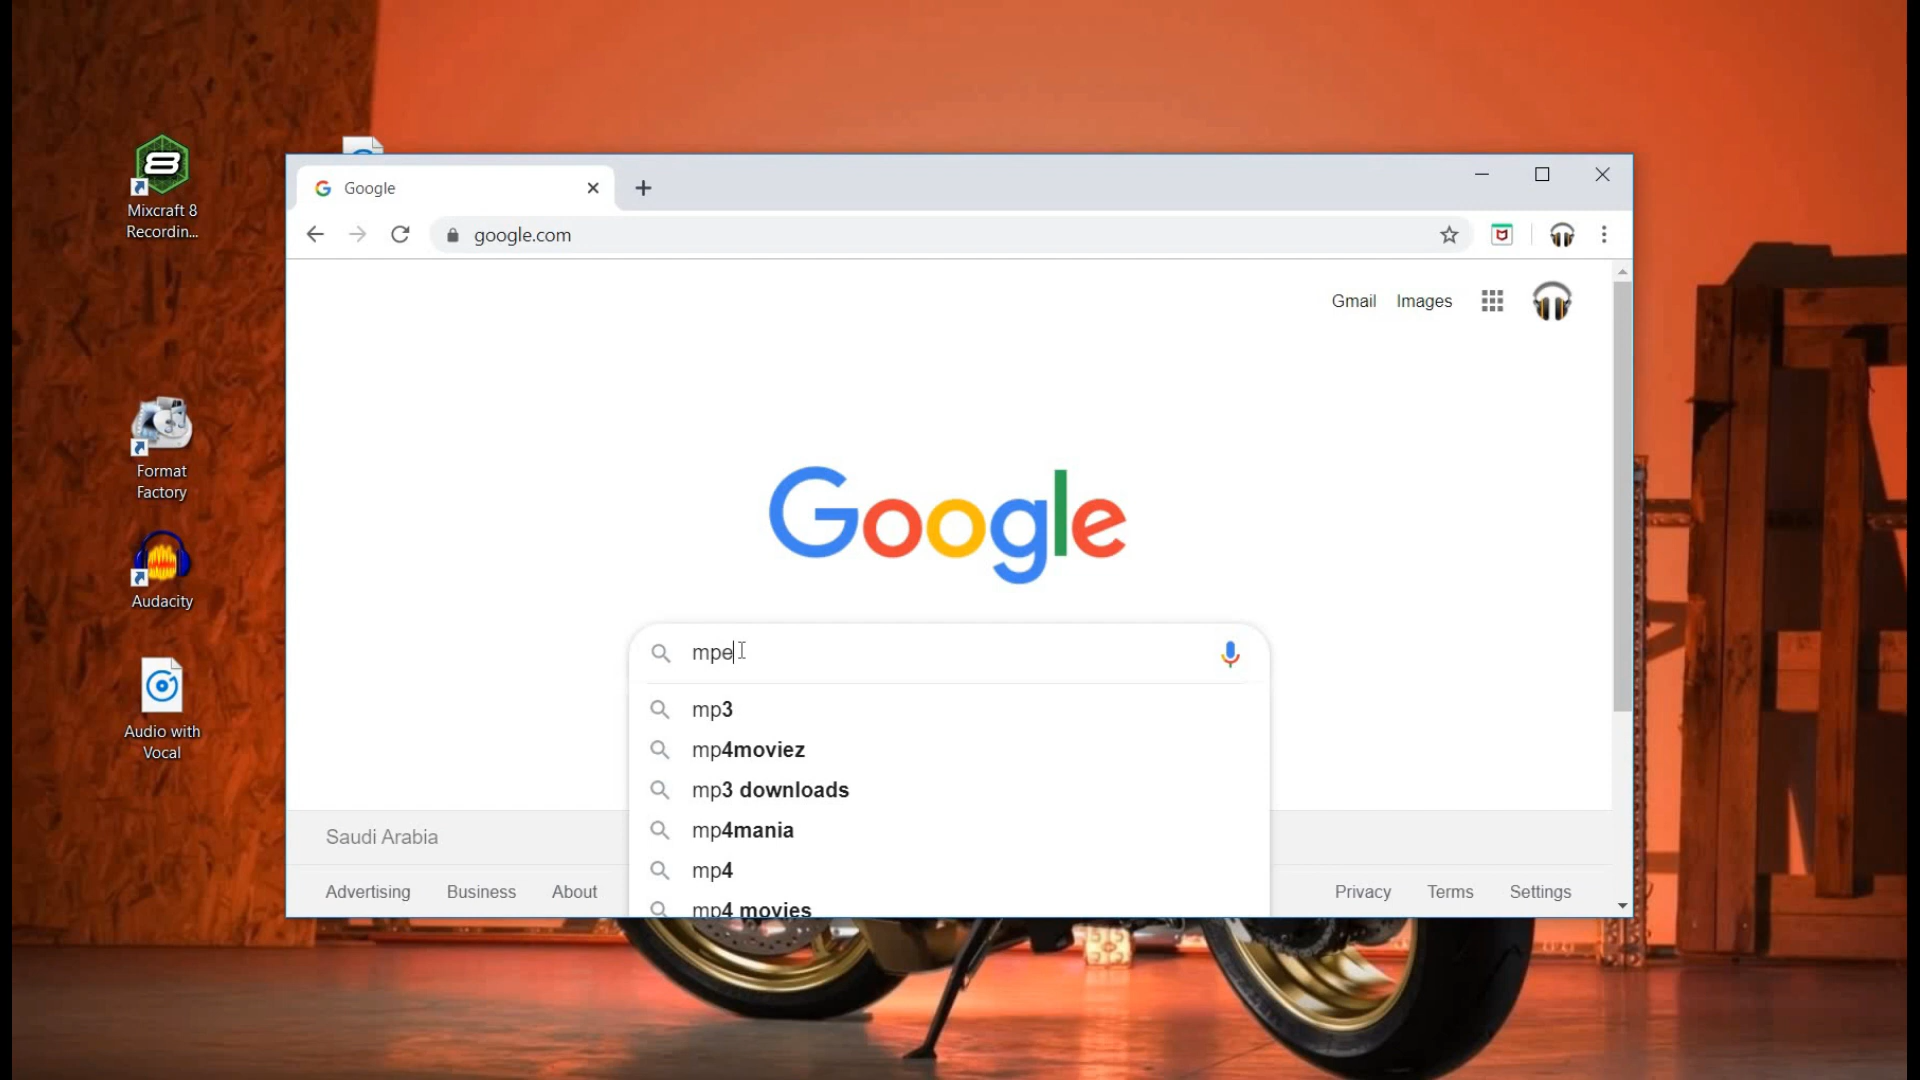 Mixcraft 8
Recordin...
Format
Factory
Audacity
Audio with
Vocal
Google
google.com
Gmail Images
Google
mpe
mp3
mp4moviez
mp3 downloads
mp4mania
mp4
mp4 movies
Saudi Arabia
Advertising Business About
Privacy Terms Settings